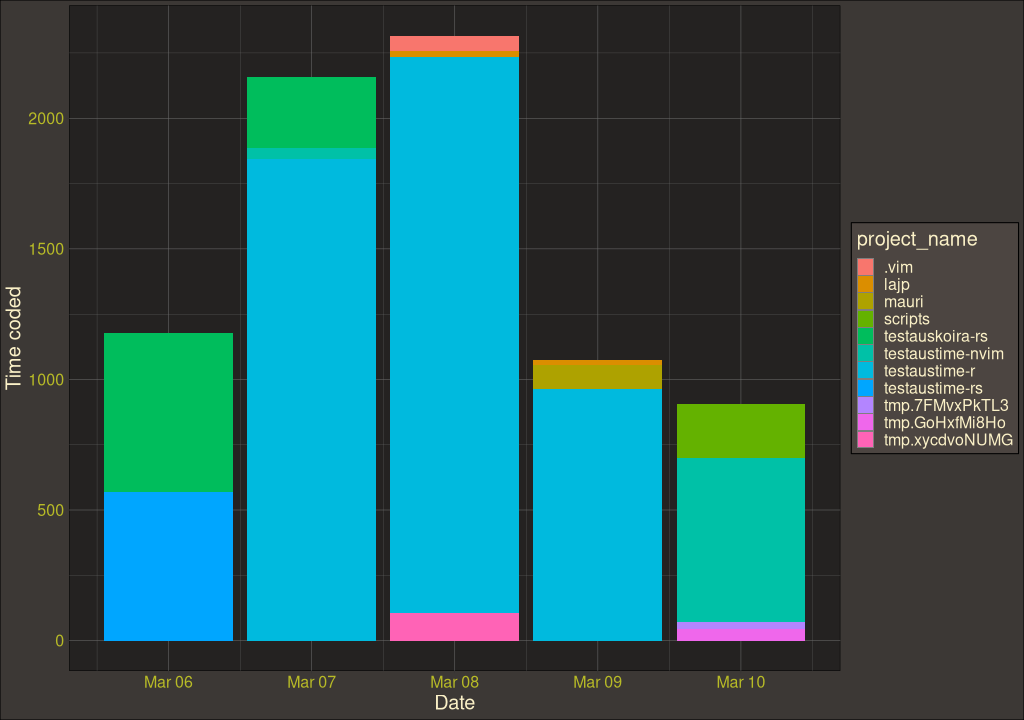 Time coded
2000
1500
1000
500
0
Mar 06 Mar 07 Mar 08 Mar 09 Mar 10
Date
project_name
.vim
lajp
mauri
scripts
testauskoira-rs
testaustime-nvim
testaustime-r
testaustime-rs
tmp.7FMvxPkTL3
tmp.GoHxfMi8Ho
tmp.xycdvoNUMG